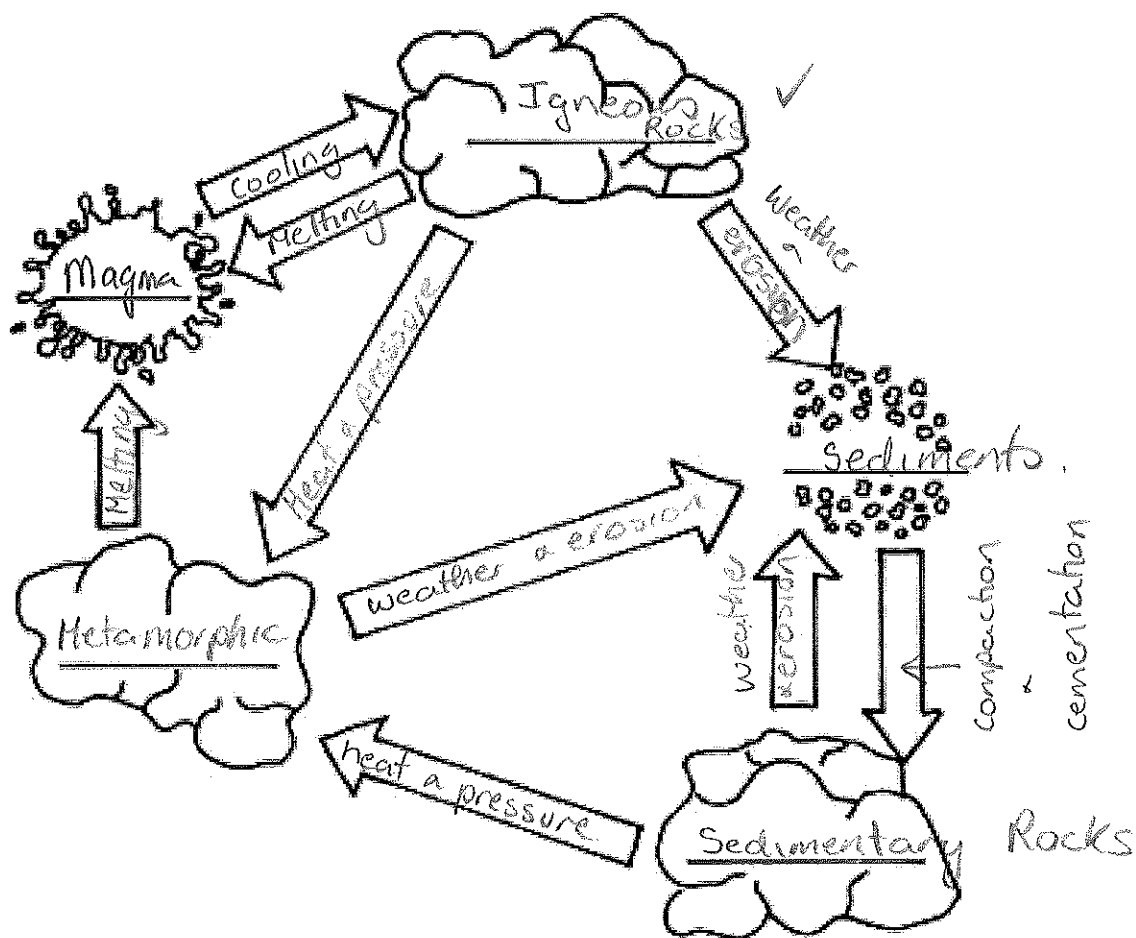 Igneous
Rocks
cooling
Melting
Magma
weather
& erosion
Heat & pressure
Sediments.
Melting
weather & erosion
weather
& erosion
compaction
& cementation
Metamorphic
heat & pressure
Sedimentary Rocks